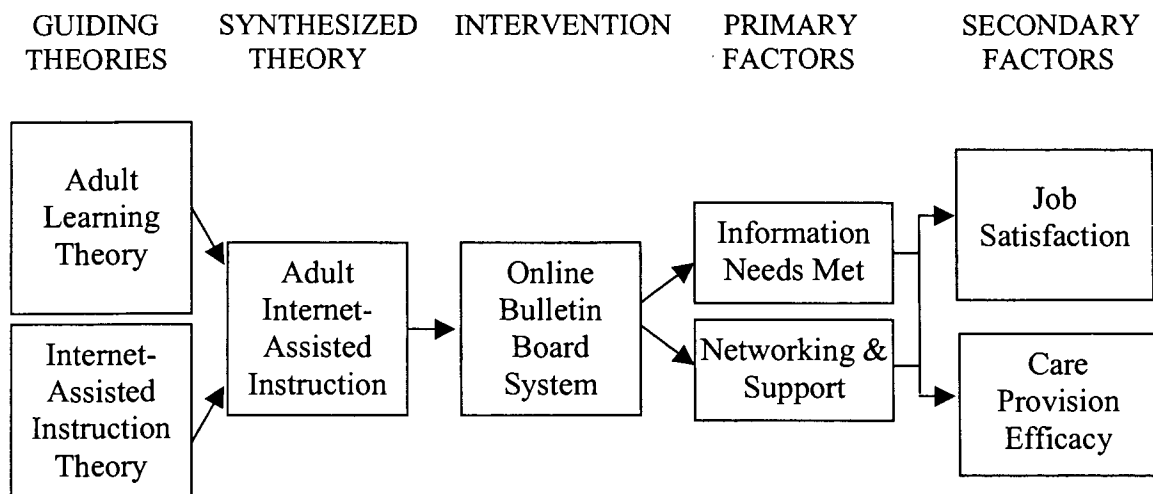 GUIDING
THEORIES
SYNTHESIZED
THEORY
INTERVENTION
PRIMARY
FACTORS
SECONDARY
FACTORS
Adult
Learning
Theory
Internet-
Assisted
Instruction
Theory
Adult
Internet-
Assisted
Instruction
Online
Bulletin
Board
System
Information
Needs Met
Networking &
Support
Job
Satisfaction
Care
Provision
Efficacy